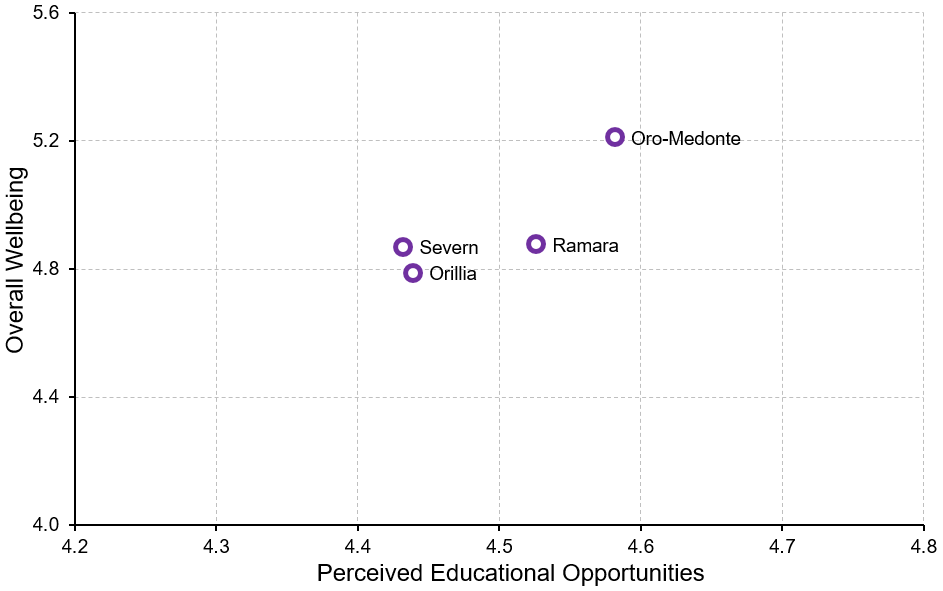 5.6
5.2
4.8
4.4
4.0
Overall Wellbeing
Oro-Medonte
Severn
Ramara
Orillia
4.2 4.3 4.4 4.5 4.6 4.7 4.8
Perceived Educational Opportunities